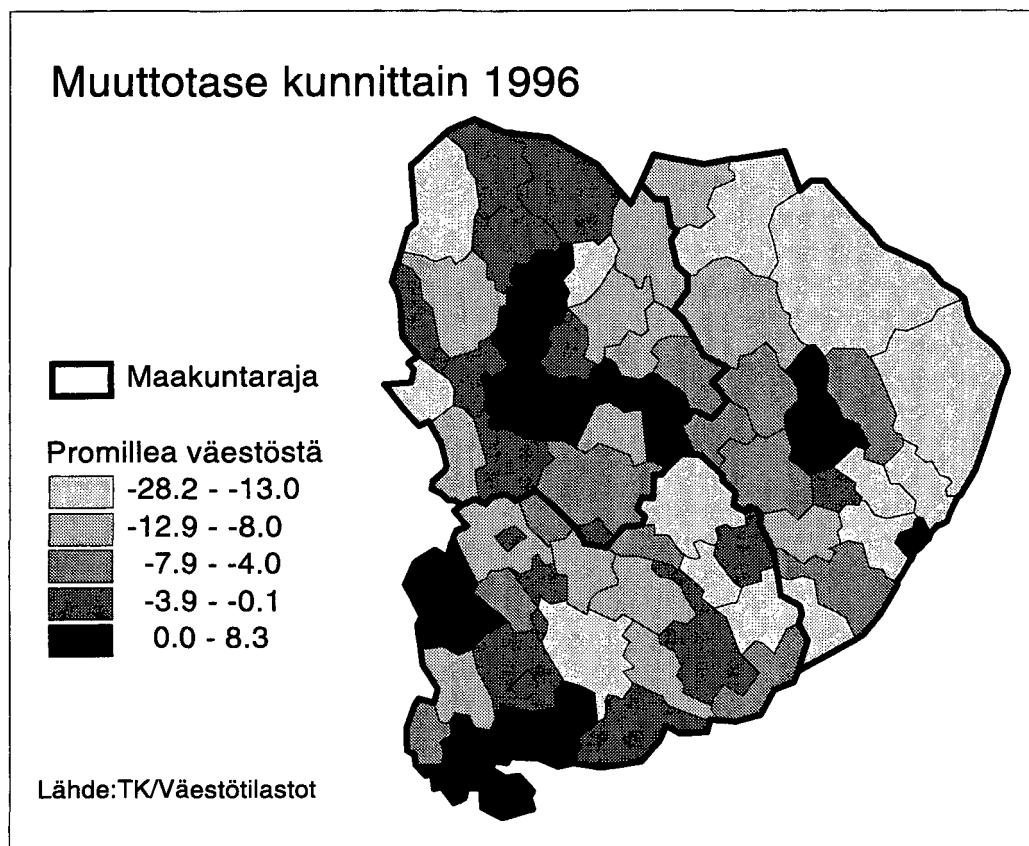 Muuttotase kunnittain 1996
Maakuntaraja
Promillea väestöstä
-28.2 - -13.0
-12.9 - -8.0
-7.9 - -4.0
-3.9 - -0.1
0.0 - 8.3
Lähde:TK/Väestötilastot